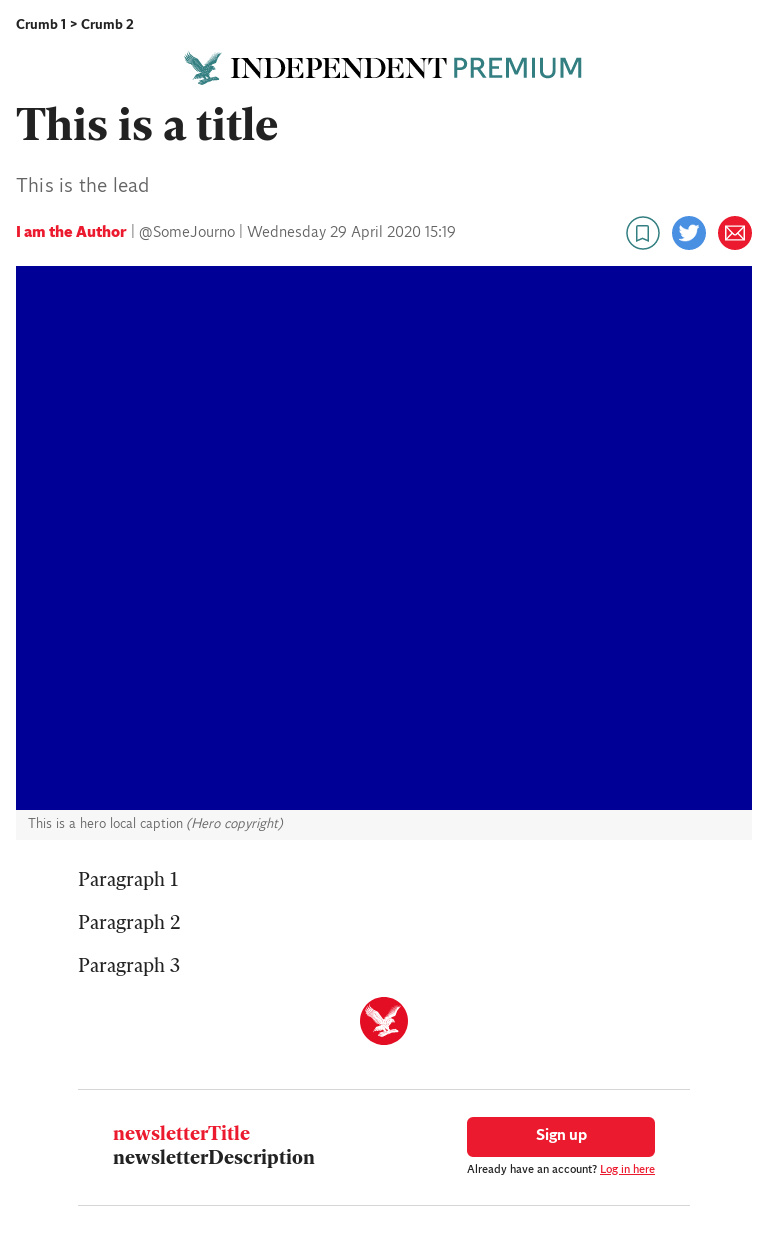 Crumb 1 > Crumb 2
INDEPENDENT PREMIUM
This is a title
This is the lead
I am the Author | @SomeJourno | Wednesday 29 April 2020 15:19
This is a hero local caption (Hero copyright)
Paragraph 1
Paragraph 2
Paragraph 3
newsletterTitle
newsletterDescription
Sign up
Already have an account? Log in here